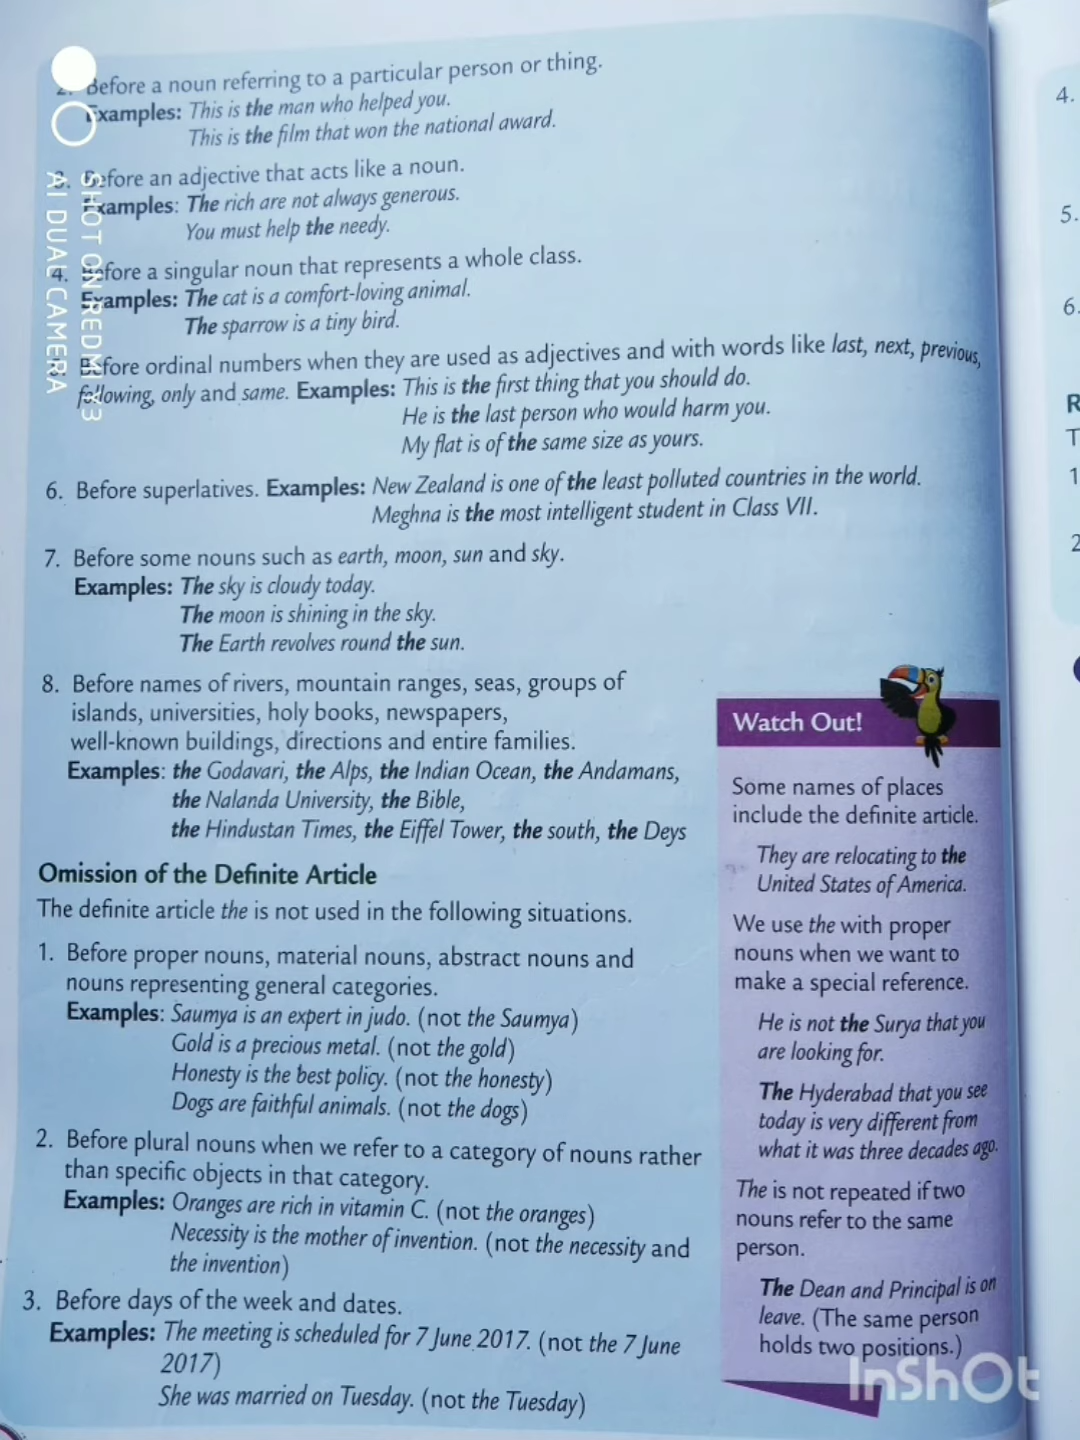 2. Before a noun referring to a particular person or thing.
Examples: This is the man who helped you.
This is the film that won the national award.
3. Before an adjective that acts like a noun.
Examples: The rich are not always generous.
You must help the needy.
4. Before a singular noun that represents a whole class.
Examples: The cat is a comfort-loving animal.
The sparrow is a tiny bird.
Before ordinal numbers when they are used as adjectives and with words like last, next, previous,
following, only and same. Examples: This is the first thing that you should do.
He is the last person who would harm you.
My flat is of the same size as yours.
6. Before superlatives. Examples: New Zealand is one of the least polluted countries in the world.
Meghna is the most intelligent student in Class VII.
7. Before some nouns such as earth, moon, sun and sky.
Examples: The sky is cloudy today.
The moon is shining in the sky.
The Earth revolves round the sun.
8. Before names of rivers, mountain ranges, seas, groups of
islands, universities, holy books, newspapers,
well-known buildings, directions and entire families.
Examples: the Godavari, the Alps, the Indian Ocean, the Andamans,
the Nalanda University, the Bible,
the Hindustan Times, the Eiffel Tower, the south, the Deys
Omission of the Definite Article
The definite article the is not used in the following situations.
1. Before proper nouns, material nouns, abstract nouns and
nouns representing general categories.
Examples: Saumya is an expert in judo. (not the Saumya)
Gold is a precious metal. (not the gold)
Honesty is the best policy. (not the honesty)
Dogs are faithful animals. (not the dogs)
2. Before plural nouns when we refer to a category of nouns rather
than specific objects in that category.
Examples: Oranges are rich in vitamin C. (not the oranges)
Necessity is the mother of invention. (not the necessity and
the invention)
3. Before days of the week and dates.
Examples: The meeting is scheduled for 7 June 2017. (not the 7 June
2017)
She was married on Tuesday. (not the Tuesday)
Watch Out!
Some names of places
include the definite article.
They are relocating to the
United States of America.
We use the with proper
nouns when we want to
make a special reference.
He is not the Surya that you
are looking for.
The Hyderabad that you see
today is very different from
what it was three decades ago.
The is not repeated if two
nouns refer to the same
person.
The Dean and Principal is on
leave. (The same person
holds two positions.)
4.
5.
6.
R
T
1
2
SHOT ON REDMI
AI DUAL CAMERA
InShOt